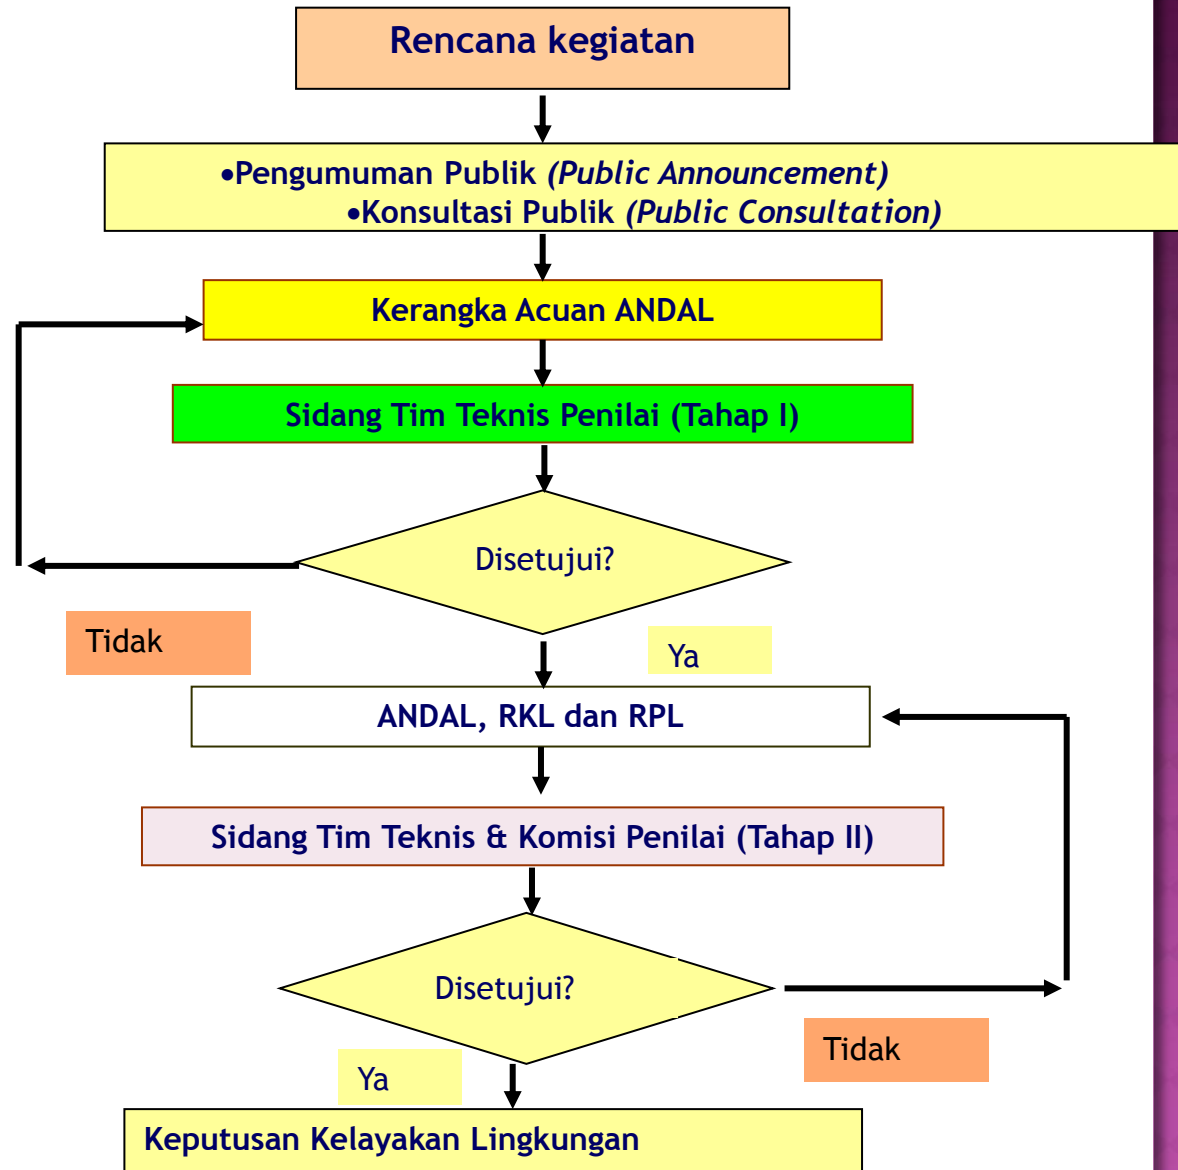 Rencana kegiatan
•Pengumuman Publik (Public Announcement)
•Konsultasi Publik (Public Consultation)
Kerangka Acuan ANDAL
Sidang Tim Teknis Penilai (Tahap I)
Disetujui?
Tidak
Ya
ANDAL, RKL dan RPL
Sidang Tim Teknis & Komisi Penilai (Tahap II)
Disetujui?
Tidak
Ya
Keputusan Kelayakan Lingkungan